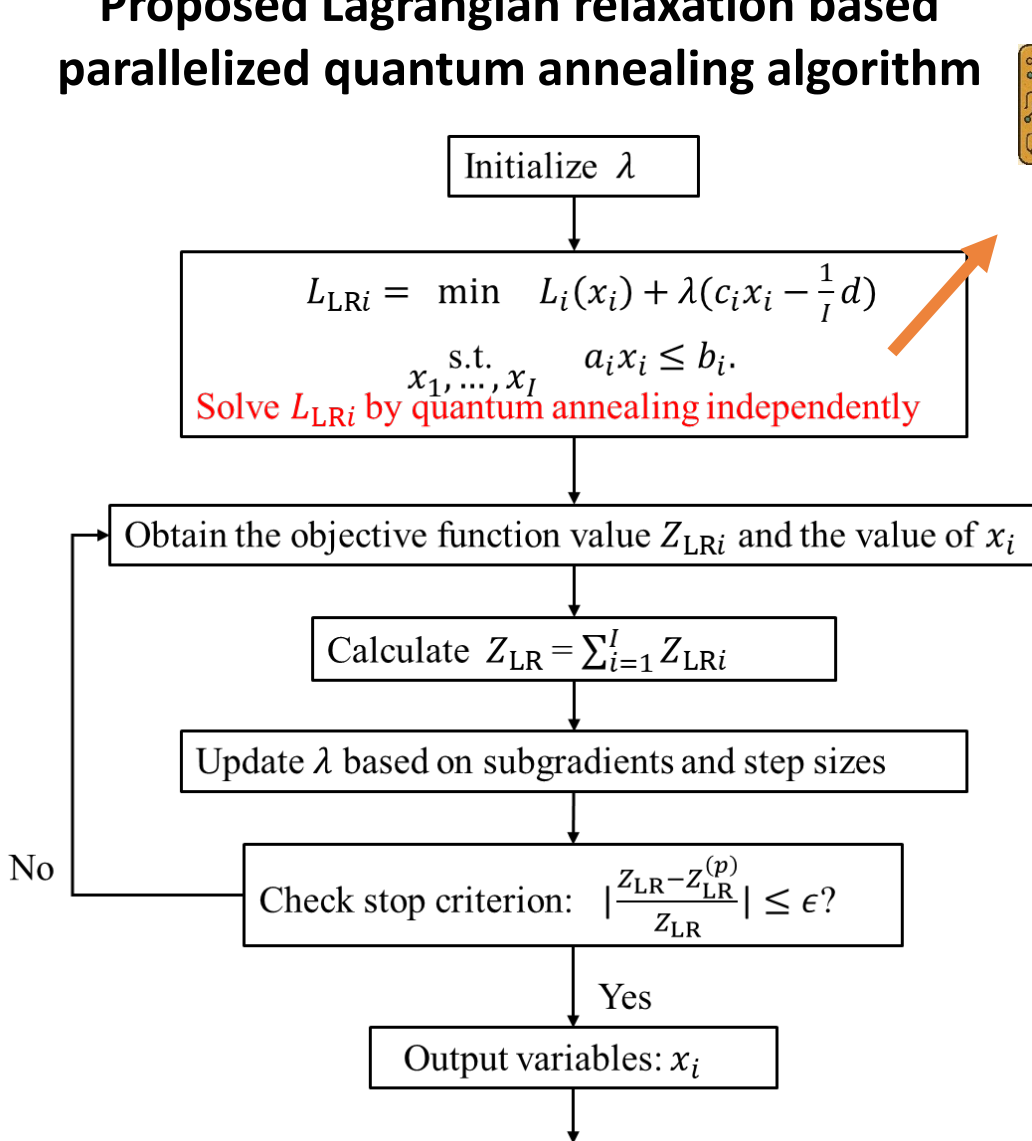 Proposed Lagrangian relaxation based
parallelized quantum annealing algorithm
Initialize λ
L_LRi = min L_i(x_i) + λ(c_i x_i − 1/I d)
s.t. a_i x_i ≤ b_i.
x_1, … , x_I
Solve L_LRi by quantum annealing independently
Obtain the objective function value Z_LRi and the value of x_i
Calculate Z_LR = ∑_{i=1}^{I} Z_LRi
Update λ based on subgradients and step sizes
No
Check stop criterion: |(Z_LR − Z_LR^(p))/Z_LR| ≤ ϵ?
Yes
Output variables: x_i